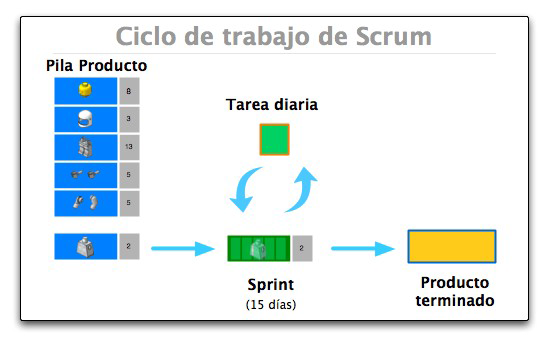 Ciclo de trabajo de Scrum
Pila Producto
8
3
13
5
5
2
Tarea diaria
2
Sprint
(15 días)
Producto
terminado